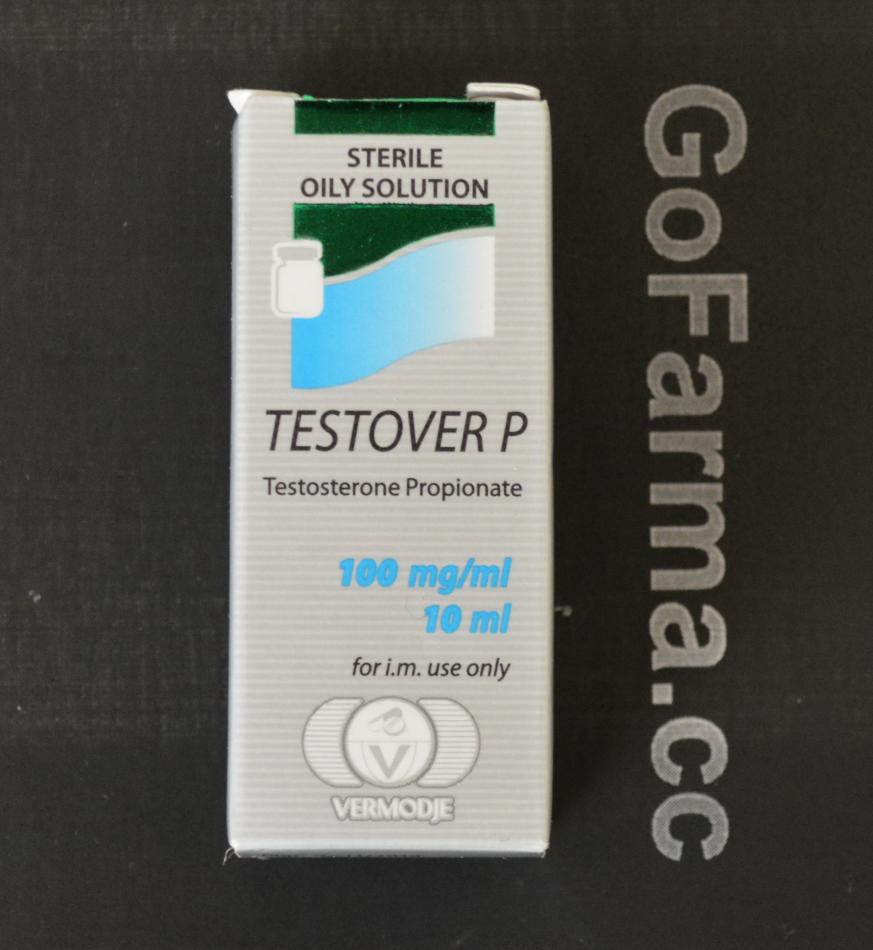 STERILE
OILY SOLUTION
TESTOVER P
Testosterone Propionate
100 mg/ml
10 ml
for i.m. use only
V
VERMODJE
GoFarma.cc